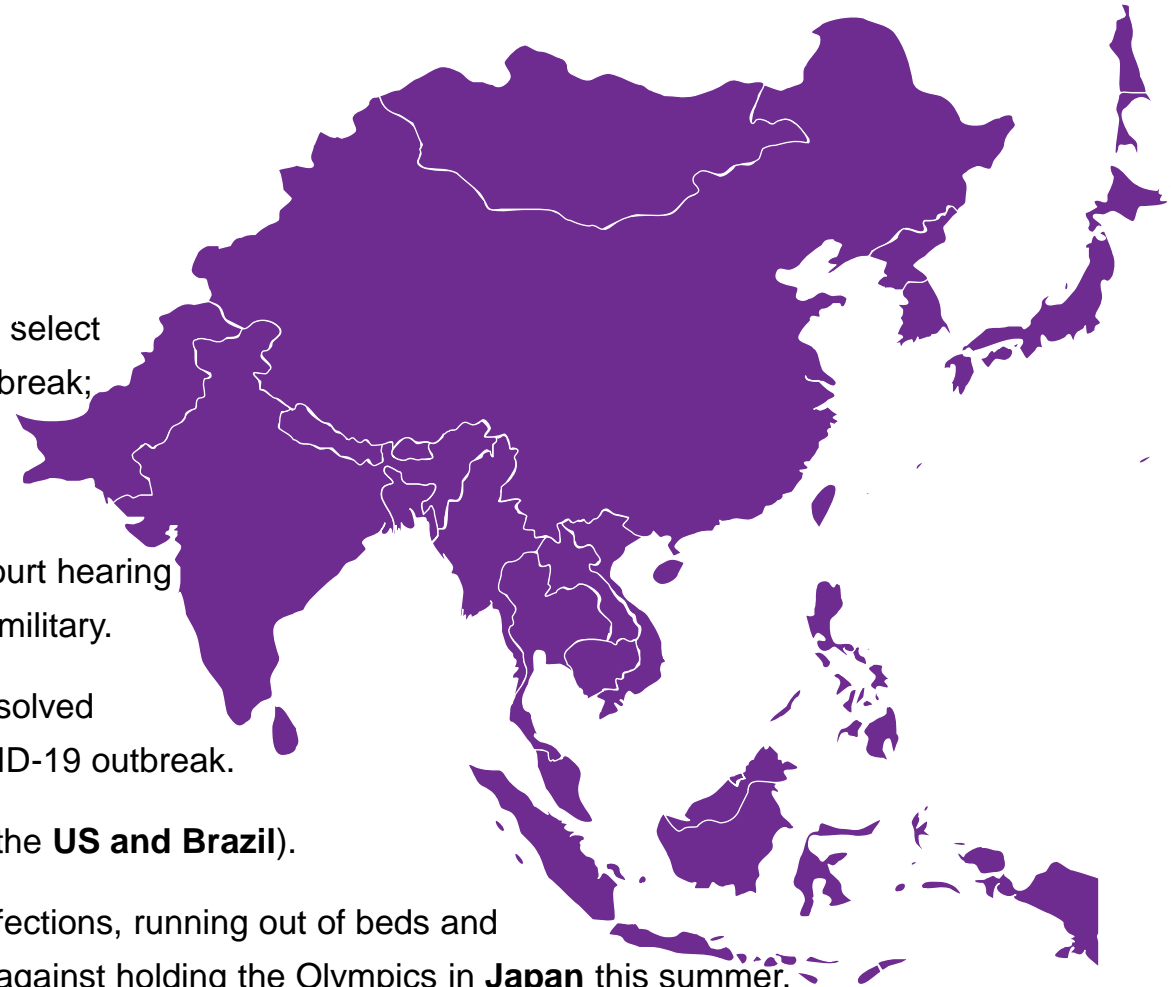 select
break;
ourt hearing
military.
solved
ID-19 outbreak.
the US and Brazil).
fections, running out of beds and
against holding the Olympics in Japan this summer.